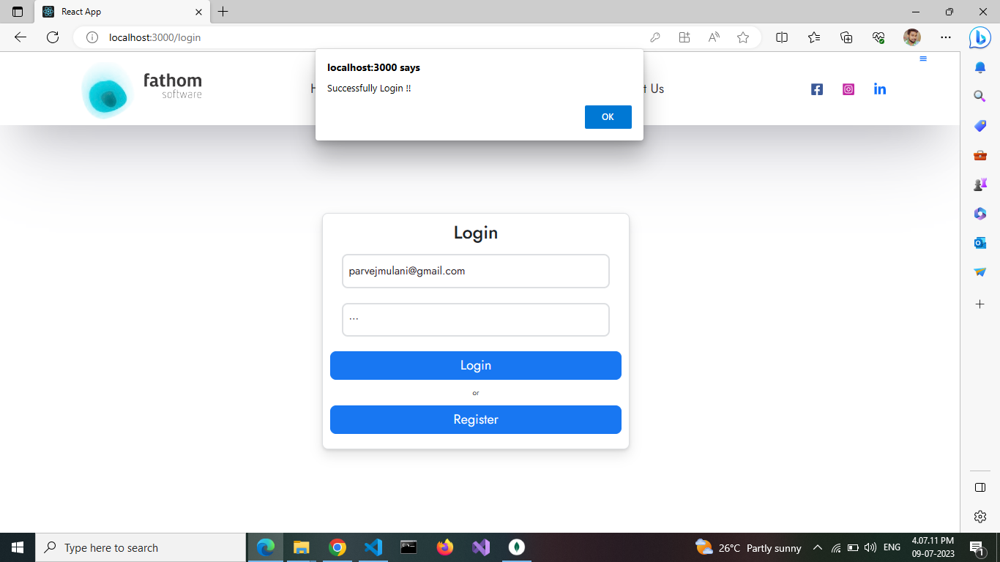 React App
localhost:3000/login
localhost:3000 says
Successfully Login !!
OK
fathom
software
H
t Us
Login
parvejmulani@gmail.com
...
Login
or
Register
Type here to search
26°C Partly sunny
ENG
4.07.11 PM
09-07-2023
1